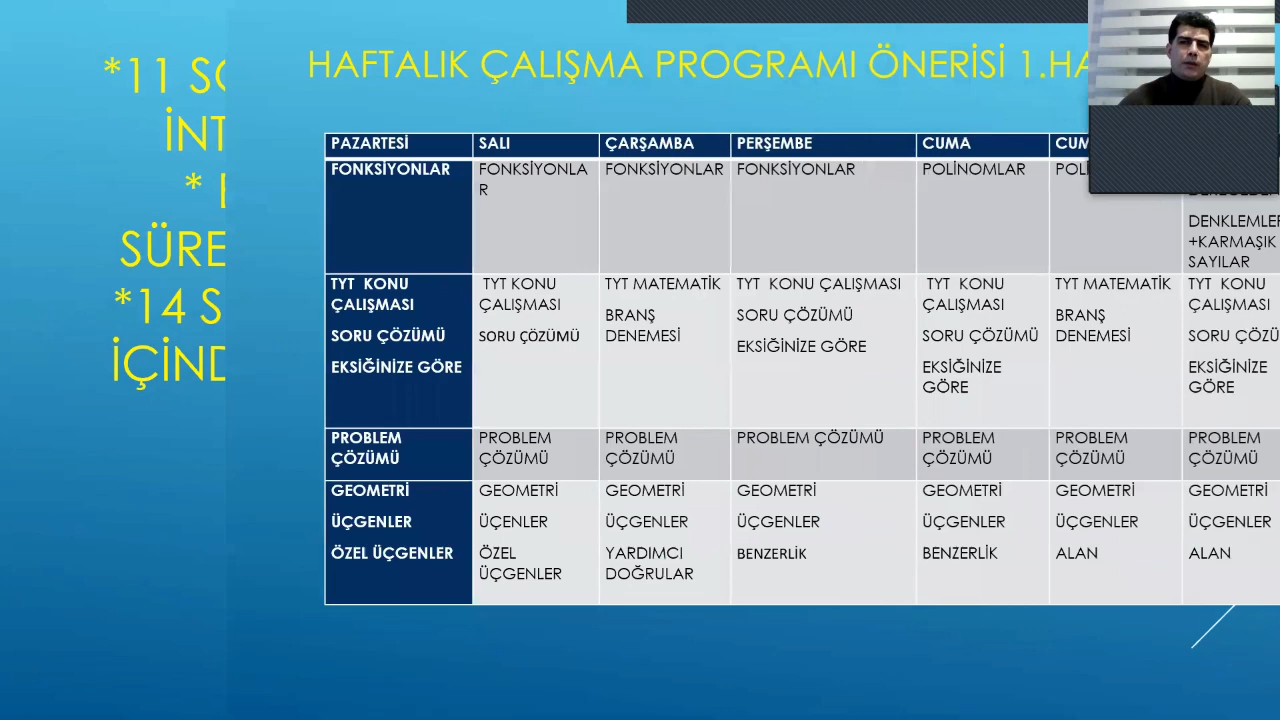 *11
İNT
*
SÜRE
*14 S
İÇİND
HAFTALIK ÇALIŞMA PROGRAMI ÖNERİSİ 1.HA
PAZARTESİ SALI ÇARŞAMBA PERŞEMBE CUMA CUM
FONKSİYONLAR FONKSİYONLA FONKSİYONLAR FONKSİYONLAR POLİNOMLAR POLİ
R
DENKLEMLER
+KARMAŞIK
SAYILAR
TYT KONU TYT KONU TYT MATEMATİK TYT KONU ÇALIŞMASI TYT KONU TYT MATEMATİK TYT KONU
ÇALIŞMASI ÇALIŞMASI BRANŞ SORU ÇÖZÜMÜ ÇALIŞMASI BRANŞ ÇALIŞMASI
SORU ÇÖZÜMÜ SORU ÇÖZÜMÜ DENEMESİ EKSİĞİNİZE GÖRE SORU ÇÖZÜMÜ DENEMESİ SORU ÇÖZÜ
EKSİĞİNİZE GÖRE EKSİĞİNİZE EKSİĞİNİZE
GÖRE GÖRE
PROBLEM PROBLEM PROBLEM PROBLEM ÇÖZÜMÜ PROBLEM PROBLEM PROBLEM
ÇÖZÜMÜ ÇÖZÜMÜ ÇÖZÜMÜ ÇÖZÜMÜ ÇÖZÜMÜ ÇÖZÜMÜ
GEOMETRİ GEOMETRİ GEOMETRİ GEOMETRİ GEOMETRİ GEOMETRİ GEOMETRİ
ÜÇGENLER ÜÇENLER ÜÇGENLER ÜÇGENLER ÜÇGENLER ÜÇGENLER ÜÇGENLER
ÖZEL ÜÇGENLER ÖZEL YARDIMCI BENZERLİK BENZERLİK ALAN ALAN
ÜÇGENLER DOĞRULAR